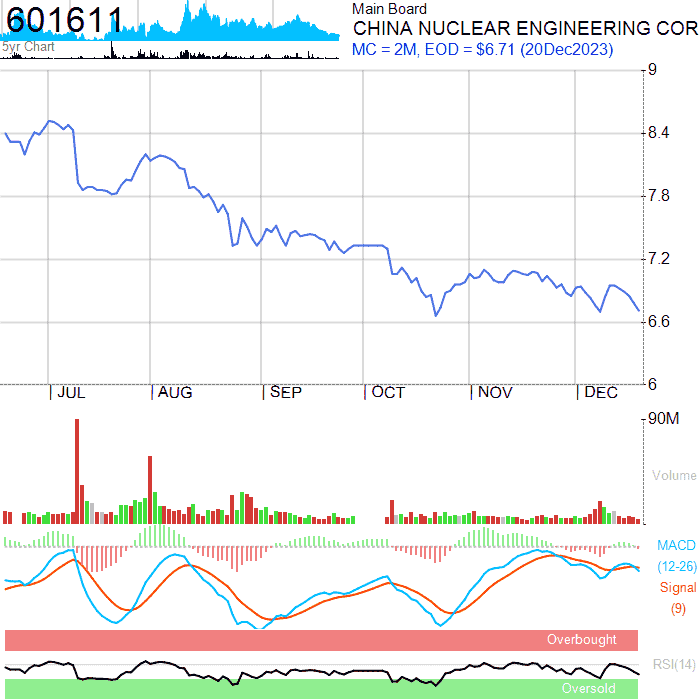 601611
5yr Chart
Main Board
CHINA NUCLEAR ENGINEERING COR
MC = 2M, EOD = $6.71 (20Dec2023)
9
8.4
7.8
7.2
6.6
6
JUL AUG SEP OCT NOV DEC
90M
Volume
MACD
(12-26)
Signal
(9)
Overbought
RSI(14)
Oversold